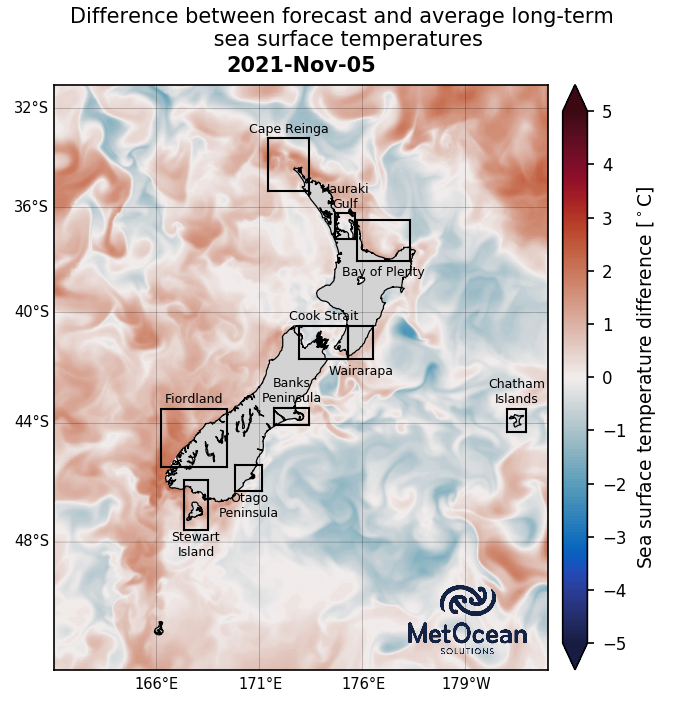 Difference between forecast and average long-term
sea surface temperatures
2021-Nov-05
32°S
36°S
40°S
44°S
48°S
Cape Reinga
Hauraki
Gulf
Bay of Plenty
Cook Strait
Wairarapa
Banks
Peninsula
Fiordland
Chatham
Islands
Otago
Peninsula
Stewart
Island
MetOcean
SOLUTIONS
166°E
171°E
176°E
179°W
5
4
3
2
1
0
−1
−2
−3
−4
−5
Sea surface temperature difference [°C]